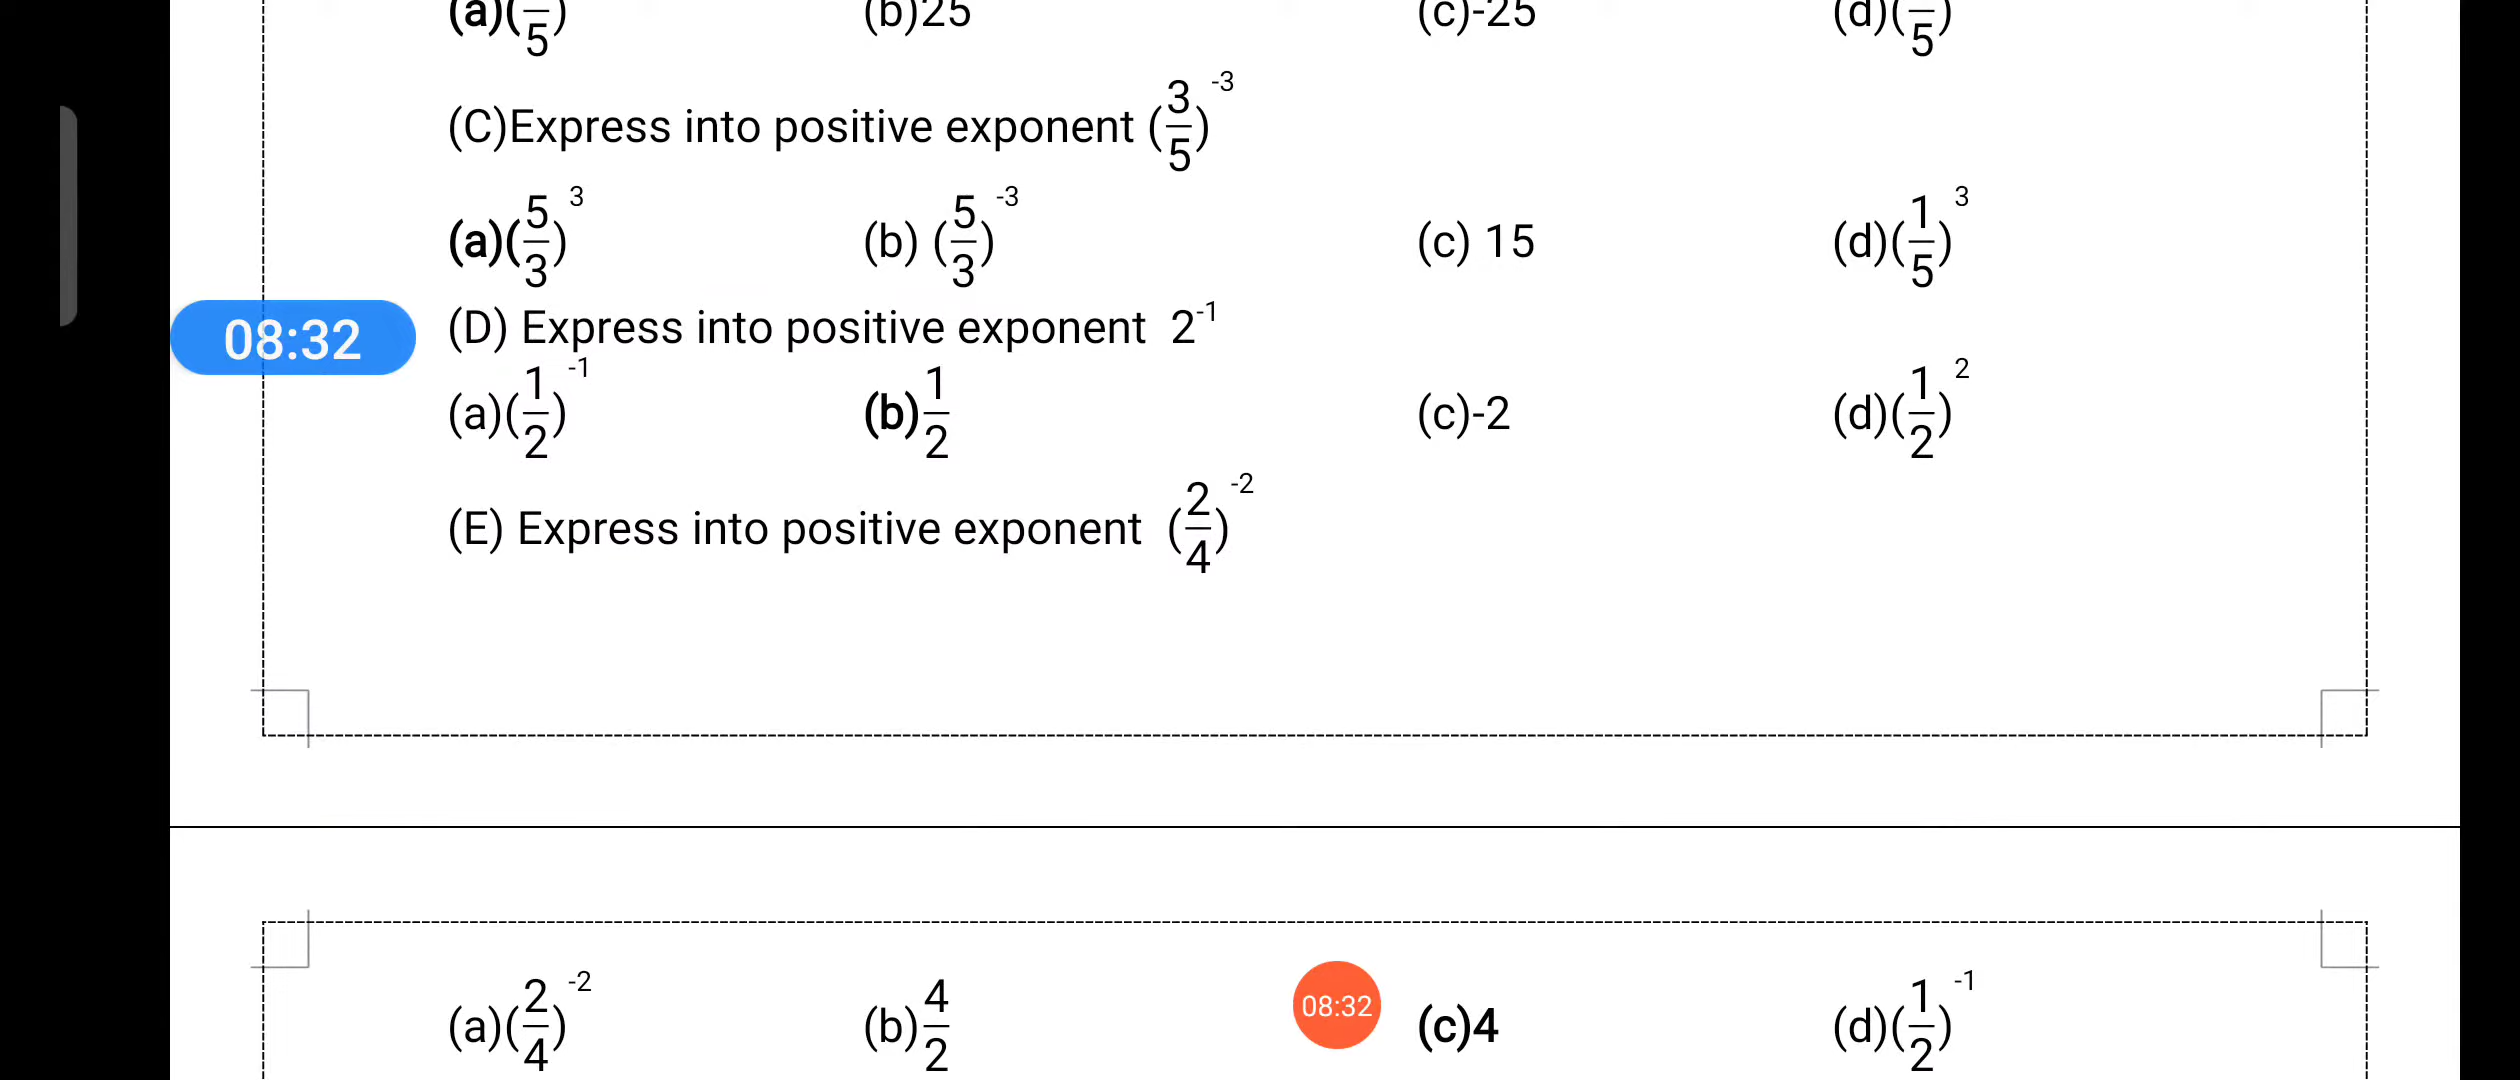 (a)(—/5) (b)25 (c)-25 (d)(—/5)
(C)Express into positive exponent (3/5)^-3
(a)(5/3)^3 (b) (5/3)^-3 (c) 15 (d)(1/5)^3
08:32 (D) Express into positive exponent 2^-1
(a)(1/2)^-1 (b)1/2 (c)-2 (d)(1/2)^2
(E) Express into positive exponent (2/4)^-2
(a)(2/4)^-2 (b)4/2 08:32 (c)4 (d)(1/2)^-1